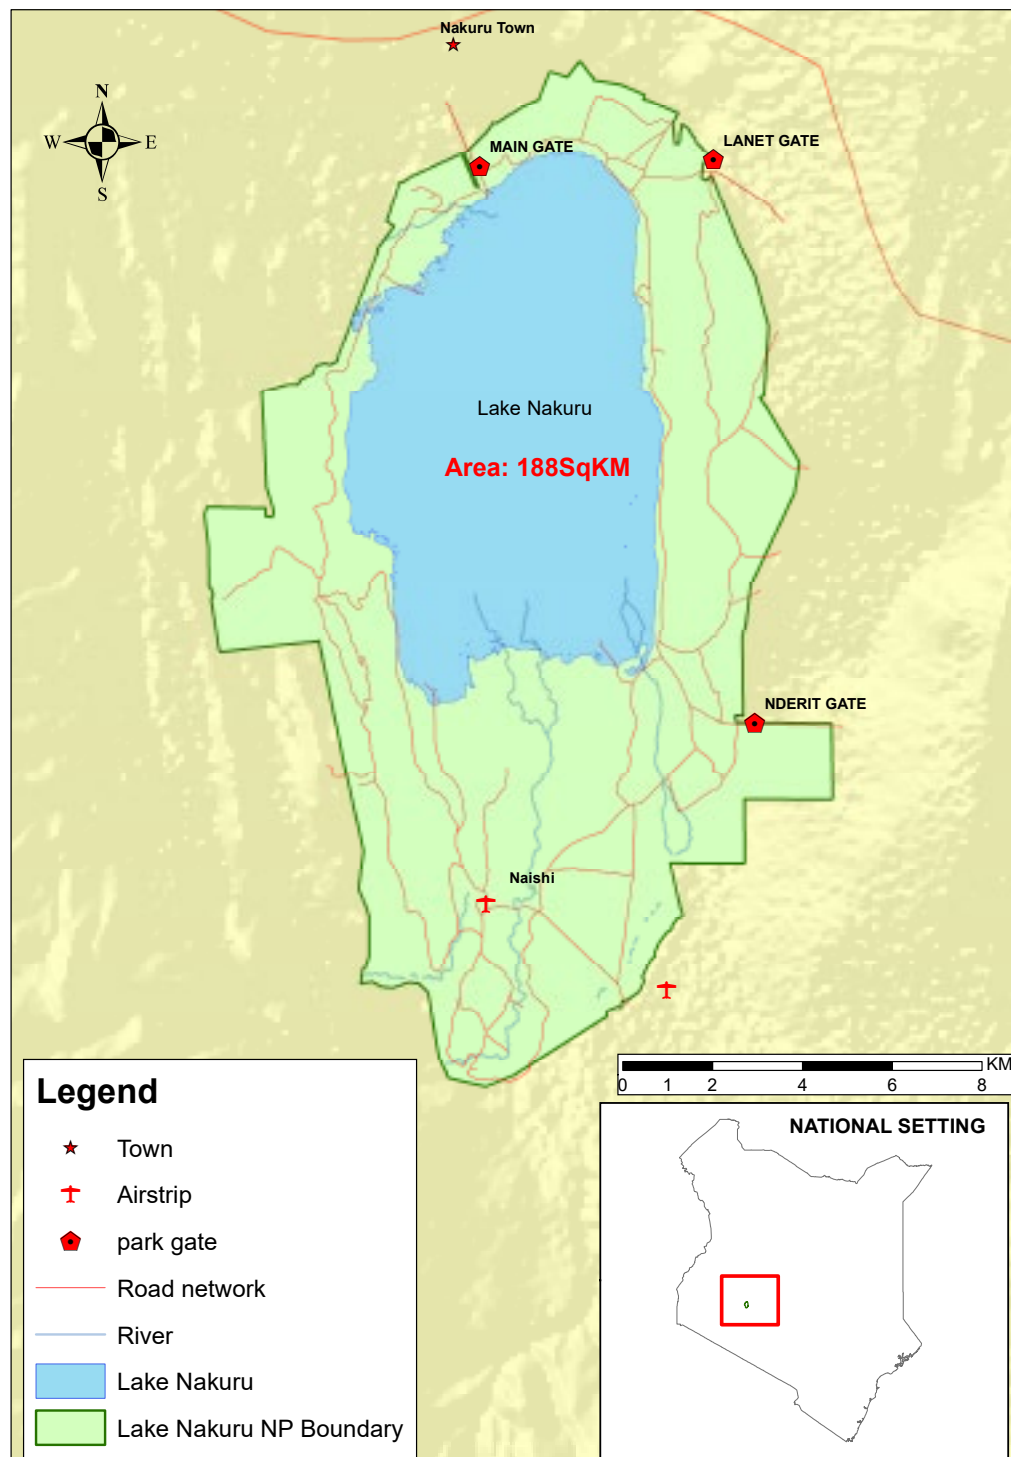 Nakuru Town
N
W
E
S
MAIN GATE
LANET GATE
Lake Nakuru
Area: 188SqKM
NDERIT GATE
Naishi
KM
0 1 2 4 6 8
Legend
Town
Airstrip
park gate
Road network
River
Lake Nakuru
Lake Nakuru NP Boundary
NATIONAL SETTING